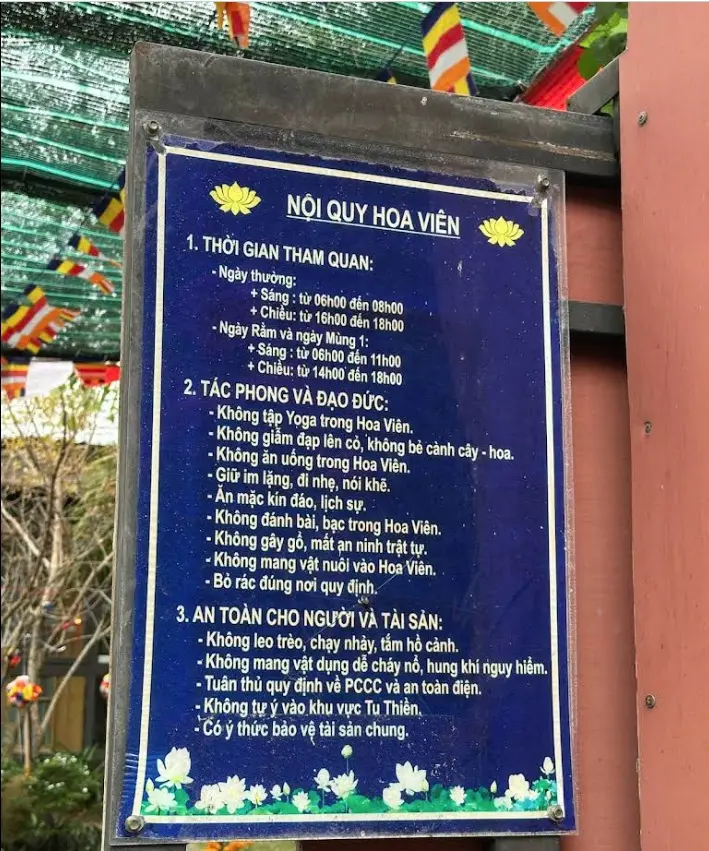 NỘI QUY HOA VIÊN
1. THỜI GIAN THAM QUAN:
- Ngày thường:
+ Sáng : từ 06h00 đến 08h00
+ Chiều: từ 16h00 đến 18h00
- Ngày Rằm và ngày Mùng 1:
+ Sáng : từ 06h00 đến 11h00
+ Chiều: từ 14h00 đến 18h00
2. TÁC PHONG VÀ ĐẠO ĐỨC:
- Không tập Yoga trong Hoa Viên.
- Không giẫm đạp lên cỏ, không bẻ cành cây - hoa.
- Không ăn uống trong Hoa Viên.
- Giữ im lặng, đi nhẹ, nói khẽ.
- Ăn mặc kín đáo, lịch sự.
- Không đánh bài, bạc trong Hoa Viên.
- Không gây gổ, mất an ninh trật tự.
- Không mang vật nuôi vào Hoa Viên.
- Bỏ rác đúng nơi quy định.
3. AN TOÀN CHO NGƯỜI VÀ TÀI SẢN:
- Không leo trèo, chạy nhảy, tắm hồ cảnh.
- Không mang vật dụng dễ cháy nổ, hung khí nguy hiểm.
- Tuân thủ quy định về PCCC và an toàn điện.
- Không tự ý vào khu vực Tu Thiền.
- Có ý thức bảo vệ tài sản chung.